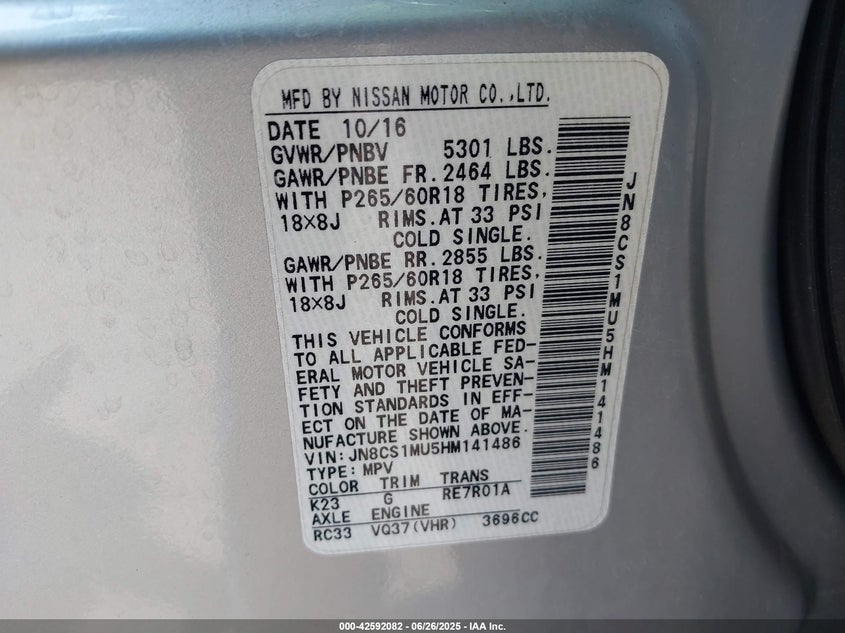 MFD BY NISSAN MOTOR CO.,LTD.
DATE 10/16
GVWR/PNBV 5301 LBS.
GAWR/PNBE FR. 2464 LBS.
WITH P265/60R18 TIRES,
18×8J RIMS.AT 33 PSI
COLD SINGLE.
GAWR/PNBE RR. 2855 LBS.
WITH P265/60R18 TIRES,
18×8J RIMS.AT 33 PSI
COLD SINGLE.
THIS VEHICLE CONFORMS
TO ALL APPLICABLE FED-
ERAL MOTOR VEHICLE SA-
FETY AND THEFT PREVEN-
TION STANDARDS IN EFF-
ECT ON THE DATE OF MA-
NUFACTURE SHOWN ABOVE.
VIN: JN8CS1MU5HM141486
TYPE: MPV
COLOR TRIM TRANS
K23 G RE7R01A
AXLE ENGINE
RC33 VQ37(VHR) 3696CC
JN8CS1MU5HM141486
000-42592082 - 06/26/2025 - IAA Inc.